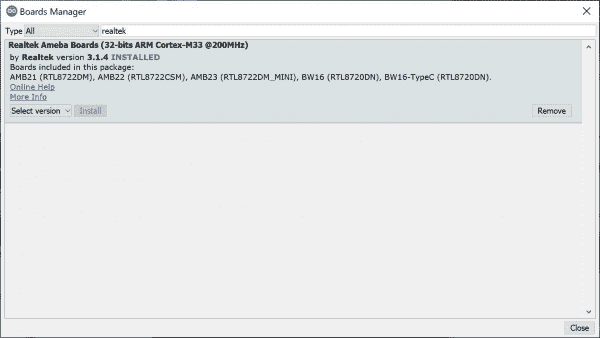 Boards Manager
Type All realtek
Realtek Ameba Boards (32-bits ARM Cortex-M33 @200MHz)
by Realtek version 3.1.4 INSTALLED
Boards included in this package:
AMB21 (RTL8722DM), AMB22 (RTL8722CSM), AMB23 (RTL8722DM_MINI), BW16 (RTL8720DN), BW16-TypeC (RTL8720DN).
Online Help
More Info
Select version Install Remove
Close